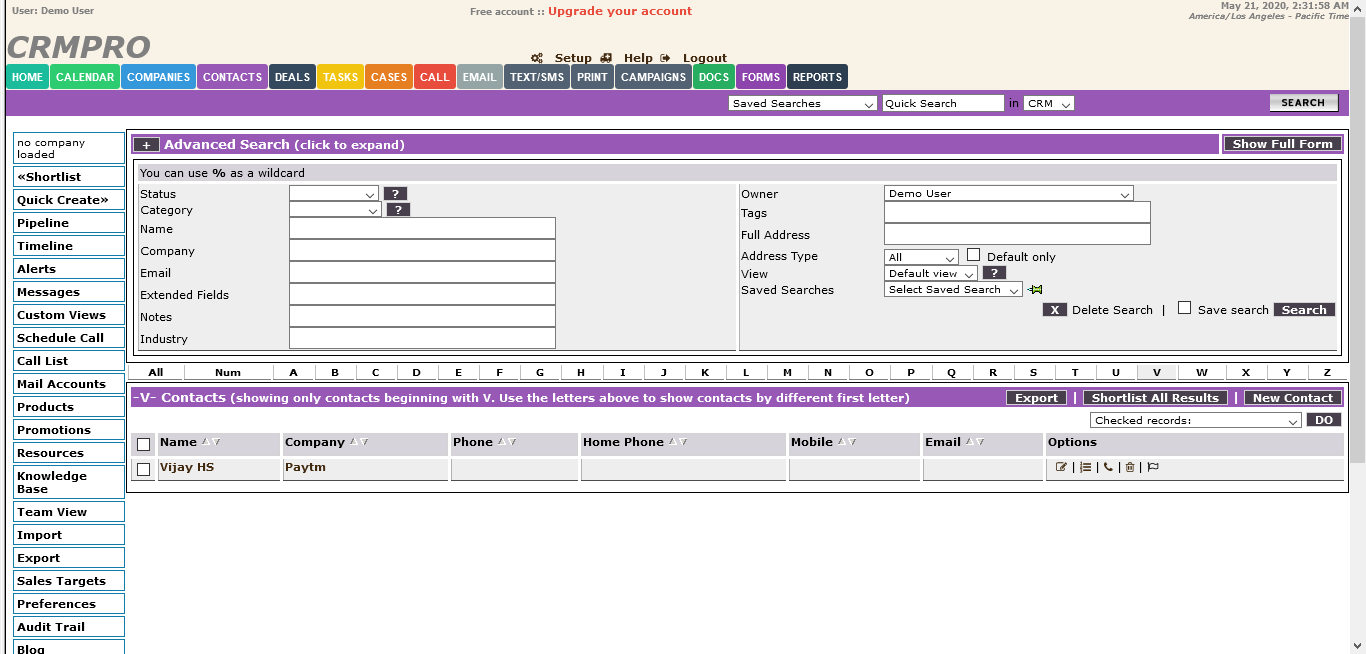 User: Demo User
Free account :: Upgrade your account
May 21, 2020, 2:31:58 AM
America/Los Angeles - Pacific Time
CRMPRO
Setup Help Logout
HOME CALENDAR COMPANIES CONTACTS DEALS TASKS CASES CALL EMAIL TEXT/SMS PRINT CAMPAIGNS DOCS FORMS REPORTS
Saved Searches Quick Search in CRM SEARCH
no company
loaded
«Shortlist
Quick Create»
Pipeline
Timeline
Alerts
Messages
Custom Views
Schedule Call
Call List
Mail Accounts
Products
Promotions
Resources
Knowledge
Base
Team View
Import
Export
Sales Targets
Preferences
Audit Trail
Blog
+ Advanced Search (click to expand) Show Full Form
You can use % as a wildcard
Status ?
Category ?
Name
Company
Email
Extended Fields
Notes
Industry
Owner Demo User
Tags
Full Address
Address Type All Default only
View Default view ?
Saved Searches Select Saved Search
X Delete Search | Save search Search
All Num A B C D E F G H I J K L M N O P Q R S T U V W X Y Z
-V- Contacts (showing only contacts beginning with V. Use the letters above to show contacts by different first letter) Export | Shortlist All Results | New Contact
Checked records: DO
Name Company Phone Home Phone Mobile Email Options
Vijay HS Paytm | | | |